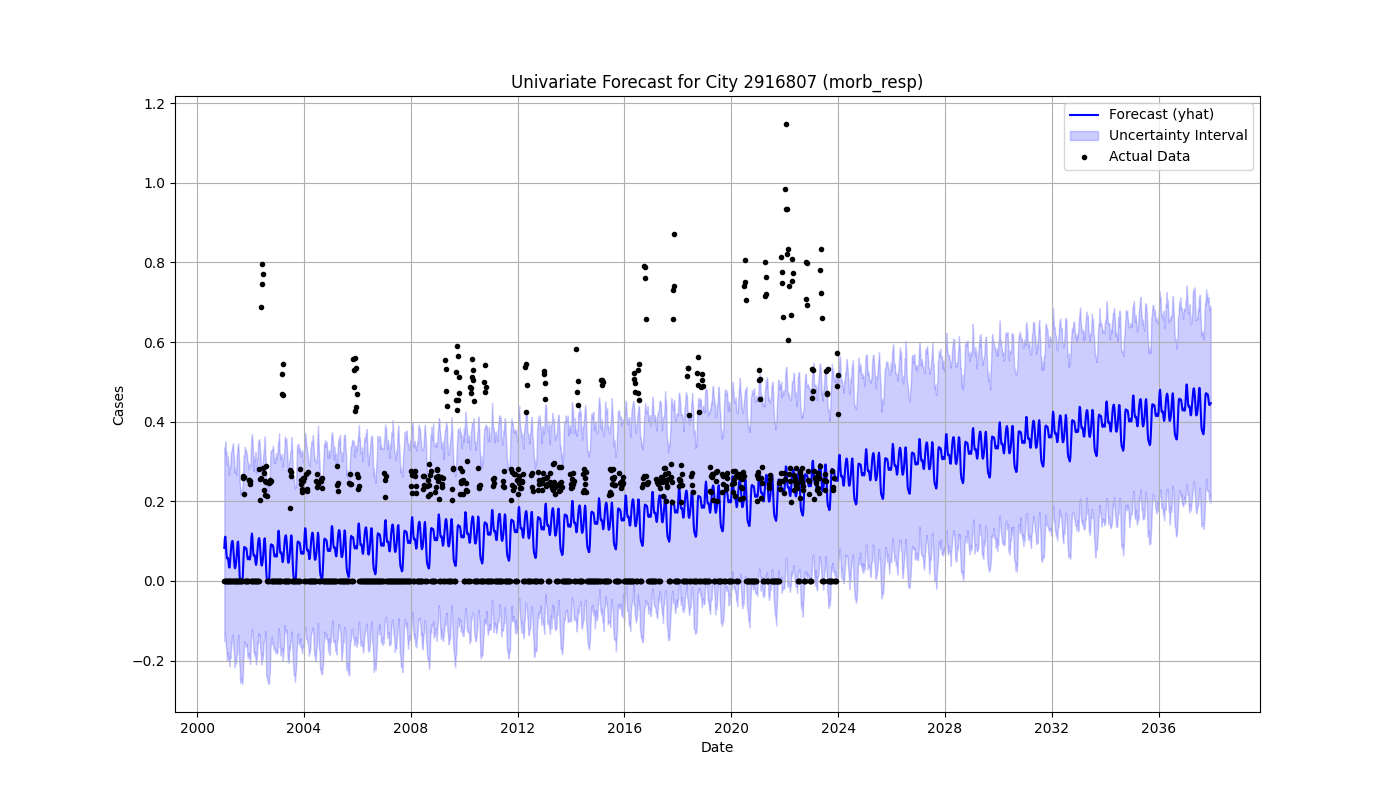 Univariate Forecast for City 2916807 (morb_resp)
Forecast (yhat)
Uncertainty Interval
Actual Data
Cases
1.2
1.0
0.8
0.6
0.4
0.2
0.0
−0.2
2000 2004 2008 2012 2016 2020 2024 2028 2032 2036
Date